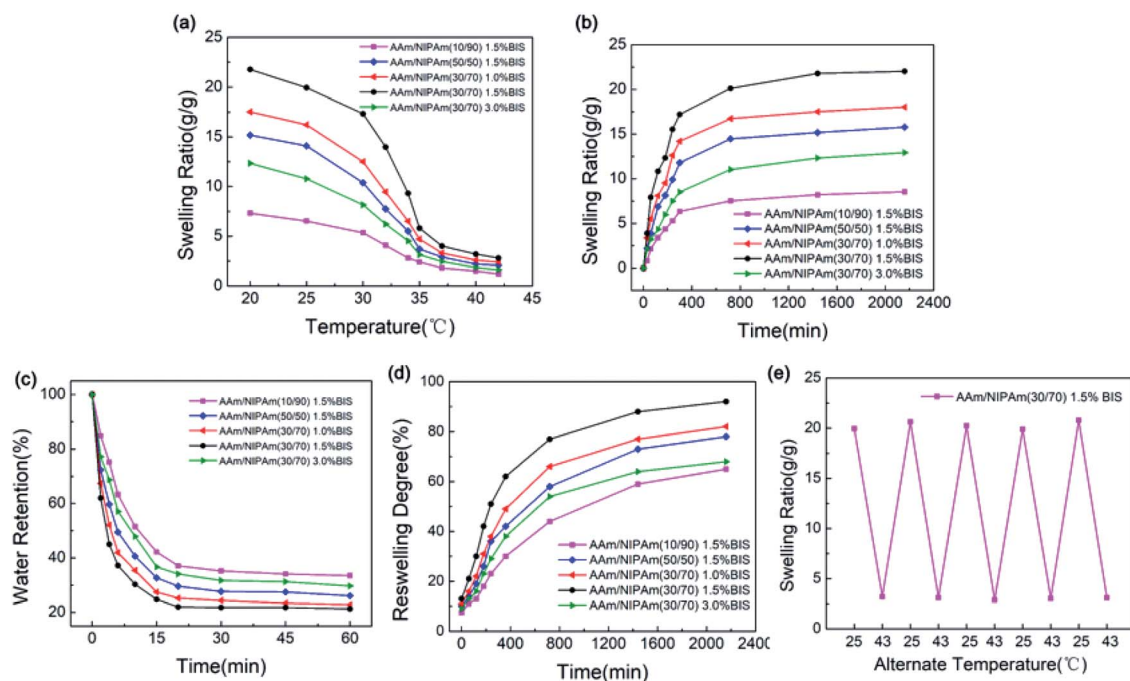 (a)
25
20
15
10
5
0
Swelling Ratio(g/g)
AAm/NIPAm(10/90) 1.5%BIS
AAm/NIPAm(50/50) 1.5%BIS
AAm/NIPAm(30/70) 1.0%BIS
AAm/NIPAm(30/70) 1.5%BIS
AAm/NIPAm(30/70) 3.0%BIS
20 25 30 35 40 45
Temperature(℃)
(b)
25
20
15
10
5
0
Swelling Ratio(g/g)
AAm/NIPAm(10/90) 1.5%BIS
AAm/NIPAm(50/50) 1.5%BIS
AAm/NIPAm(30/70) 1.0%BIS
AAm/NIPAm(30/70) 1.5%BIS
AAm/NIPAm(30/70) 3.0%BIS
0 400 800 1200 1600 2000 2400
Time(min)
(c)
100
80
60
40
20
Water Retention(%)
AAm/NIPAm(10/90) 1.5%BIS
AAm/NIPAm(50/50) 1.5%BIS
AAm/NIPAm(30/70) 1.0%BIS
AAm/NIPAm(30/70) 1.5%BIS
AAm/NIPAm(30/70) 3.0%BIS
0 15 30 45 60
Time(min)
(d)
100
80
60
40
20
0
Reswelling Degree(%)
AAm/NIPAm(10/90) 1.5%BIS
AAm/NIPAm(50/50) 1.5%BIS
AAm/NIPAm(30/70) 1.0%BIS
AAm/NIPAm(30/70) 1.5%BIS
AAm/NIPAm(30/70) 3.0%BIS
0 400 800 1200 1600 2000 2400
Time(min)
(e)
25
20
15
10
5
0
Swelling Ratio(g/g)
AAm/NIPAm(30/70) 1.5% BIS
25 43 25 43 25 43 25 43 25 43
Alternate Temperature(℃)